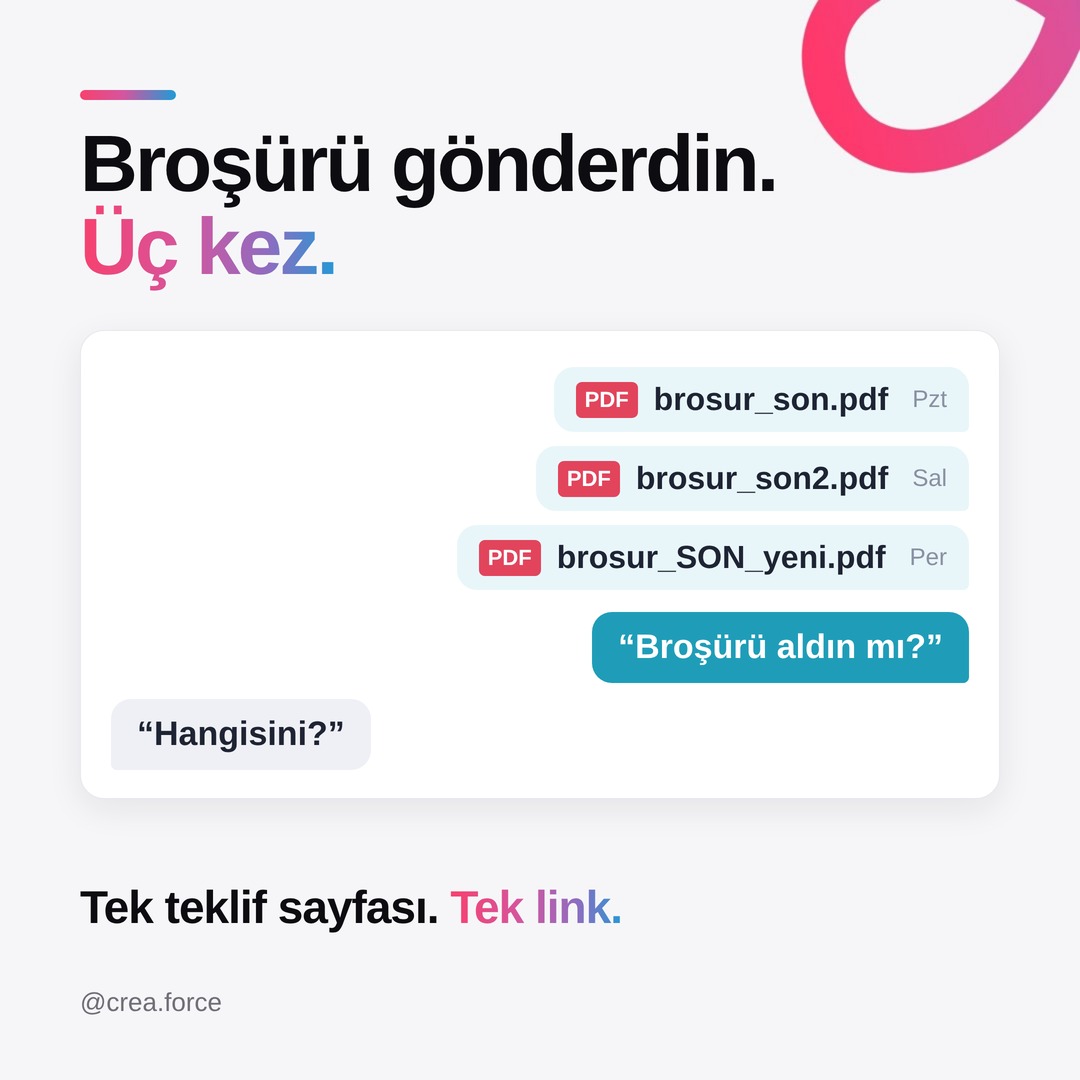 Broşürü gönderdin.
Üç kez.
PDF brosur_son.pdf Pzt
PDF brosur_son2.pdf Sal
PDF brosur_SON_yeni.pdf Per
“Broşürü aldın mı?”
“Hangisini?”
Tek teklif sayfası. Tek link.
@crea.force